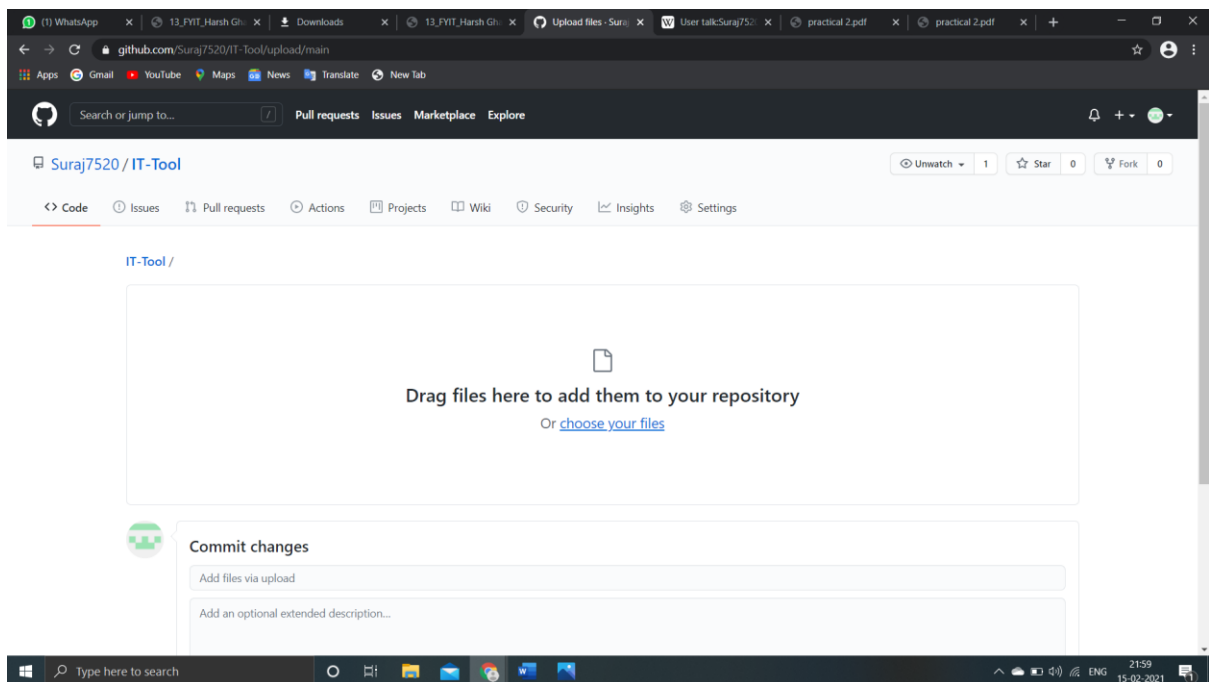 (1) WhatsApp 13_FYIT_Harsh Gh Downloads 13_FYIT_Harsh Gh Upload files · Suraj User talk:Suraj752 practical 2.pdf practical 2.pdf
github.com/Suraj7520/IT-Tool/upload/main
Apps Gmail YouTube Maps News Translate New Tab
Search or jump to... / Pull requests Issues Marketplace Explore
Suraj7520 / IT-Tool Unwatch 1 Star 0 Fork 0
Code Issues Pull requests Actions Projects Wiki Security Insights Settings
IT-Tool /
Drag files here to add them to your repository
Or choose your files
Commit changes
Add files via upload
Add an optional extended description...
Type here to search ENG 21:59
15-02-2021